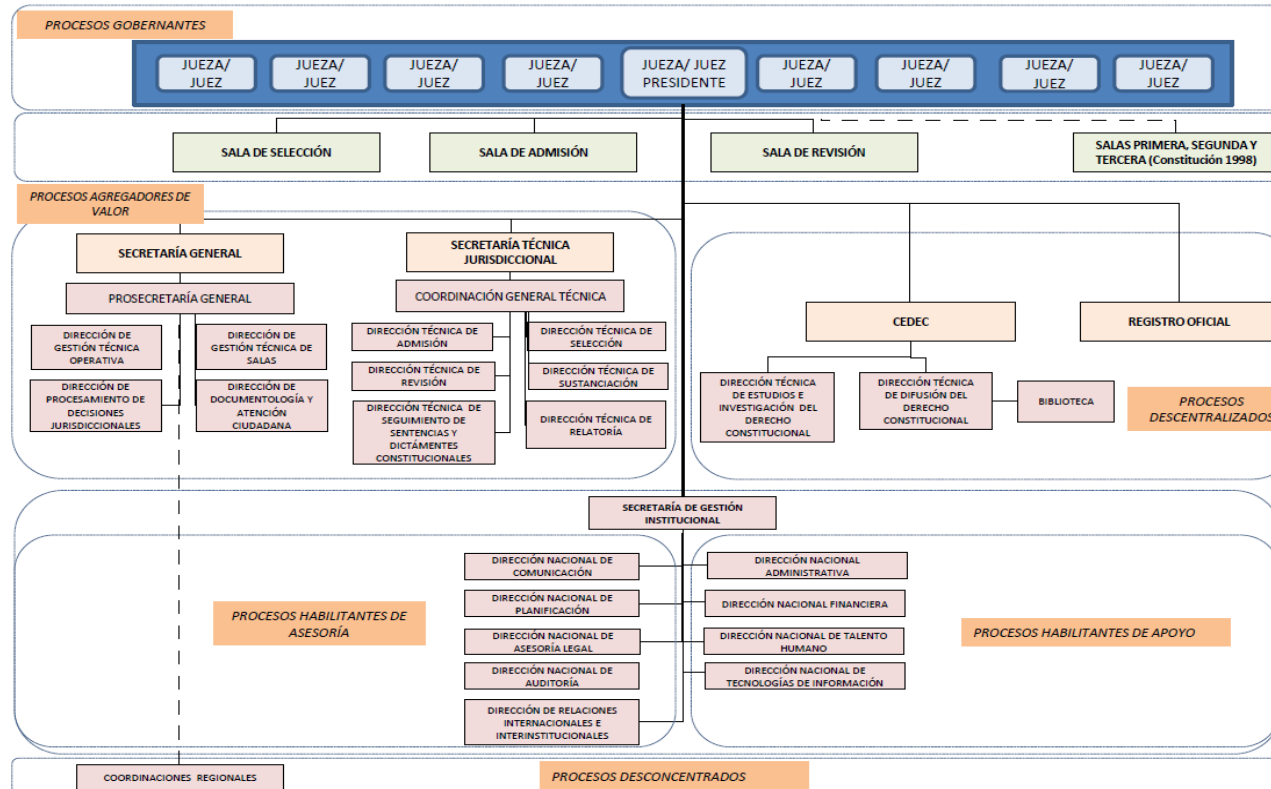 PROCESOS GOBERNANTES
JUEZA/
JUEZ
JUEZA/
JUEZ
JUEZA/
JUEZ
JUEZA/
JUEZ
JUEZA/ JUEZ
PRESIDENTE
JUEZA/
JUEZ
JUEZA/
JUEZ
JUEZA/
JUEZ
JUEZA/
JUEZ
SALA DE SELECCIÓN
SALA DE ADMISIÓN
SALA DE REVISIÓN
SALAS PRIMERA, SEGUNDA Y
TERCERA (Constitución 1998)
PROCESOS AGREGADORES DE
VALOR
SECRETARÍA GENERAL
SECRETARÍA TÉCNICA
JURISDICCIONAL
PROSECRETARÍA GENERAL
COORDINACIÓN GENERAL TÉCNICA
DIRECCIÓN DE
GESTIÓN TÉCNICA
OPERATIVA
DIRECCIÓN DE
GESTIÓN TÉCNICA DE
SALAS
DIRECCIÓN DE
PROCESAMIENTO DE
DECISIONES
JURISDICCIONALES
DIRECCIÓN DE
DOCUMENTOLOGÍA Y
ATENCIÓN
CIUDADANA
DIRECCIÓN TÉCNICA DE
ADMISIÓN
DIRECCIÓN TÉCNICA DE
SELECCIÓN
DIRECCIÓN TÉCNICA DE
REVISIÓN
DIRECCIÓN TÉCNICA DE
SUSTANCIACIÓN
DIRECCIÓN TÉCNICA DE
SEGUIMIENTO DE
SENTENCIAS Y
DICTÁMENTES
CONSTITUCIONALES
DIRECCIÓN TÉCNICA DE
RELATORÍA
CEDEC
REGISTRO OFICIAL
DIRECCIÓN TÉCNICA
DE ESTUDIOS E
INVESTIGACIÓN DEL
DERECHO
CONSTITUCIONAL
DIRECCIÓN TÉCNICA
DE DIFUSIÓN DEL
DERECHO
CONSTITUCIONAL
BIBLIOTECA
PROCESOS
DESCENTRALIZADOS
SECRETARÍA DE GESTIÓN
INSTITUCIONAL
DIRECCIÓN NACIONAL DE
COMUNICACIÓN
DIRECCIÓN NACIONAL
ADMINISTRATIVA
DIRECCIÓN NACIONAL DE
PLANIFICACIÓN
DIRECCIÓN NACIONAL FINANCIERA
PROCESOS HABILITANTES DE
ASESORÍA
DIRECCIÓN NACIONAL DE
ASESORÍA LEGAL
DIRECCIÓN NACIONAL DE TALENTO
HUMANO
PROCESOS HABILITANTES DE APOYO
DIRECCIÓN NACIONAL DE
AUDITORÍA
DIRECCIÓN NACIONAL DE
TECNOLOGÍAS DE INFORMACIÓN
DIRECCIÓN DE RELACIONES
INTERNACIONALES E
INTERINSTITUCIONALES
COORDINACIONES REGIONALES
PROCESOS DESCONCENTRADOS